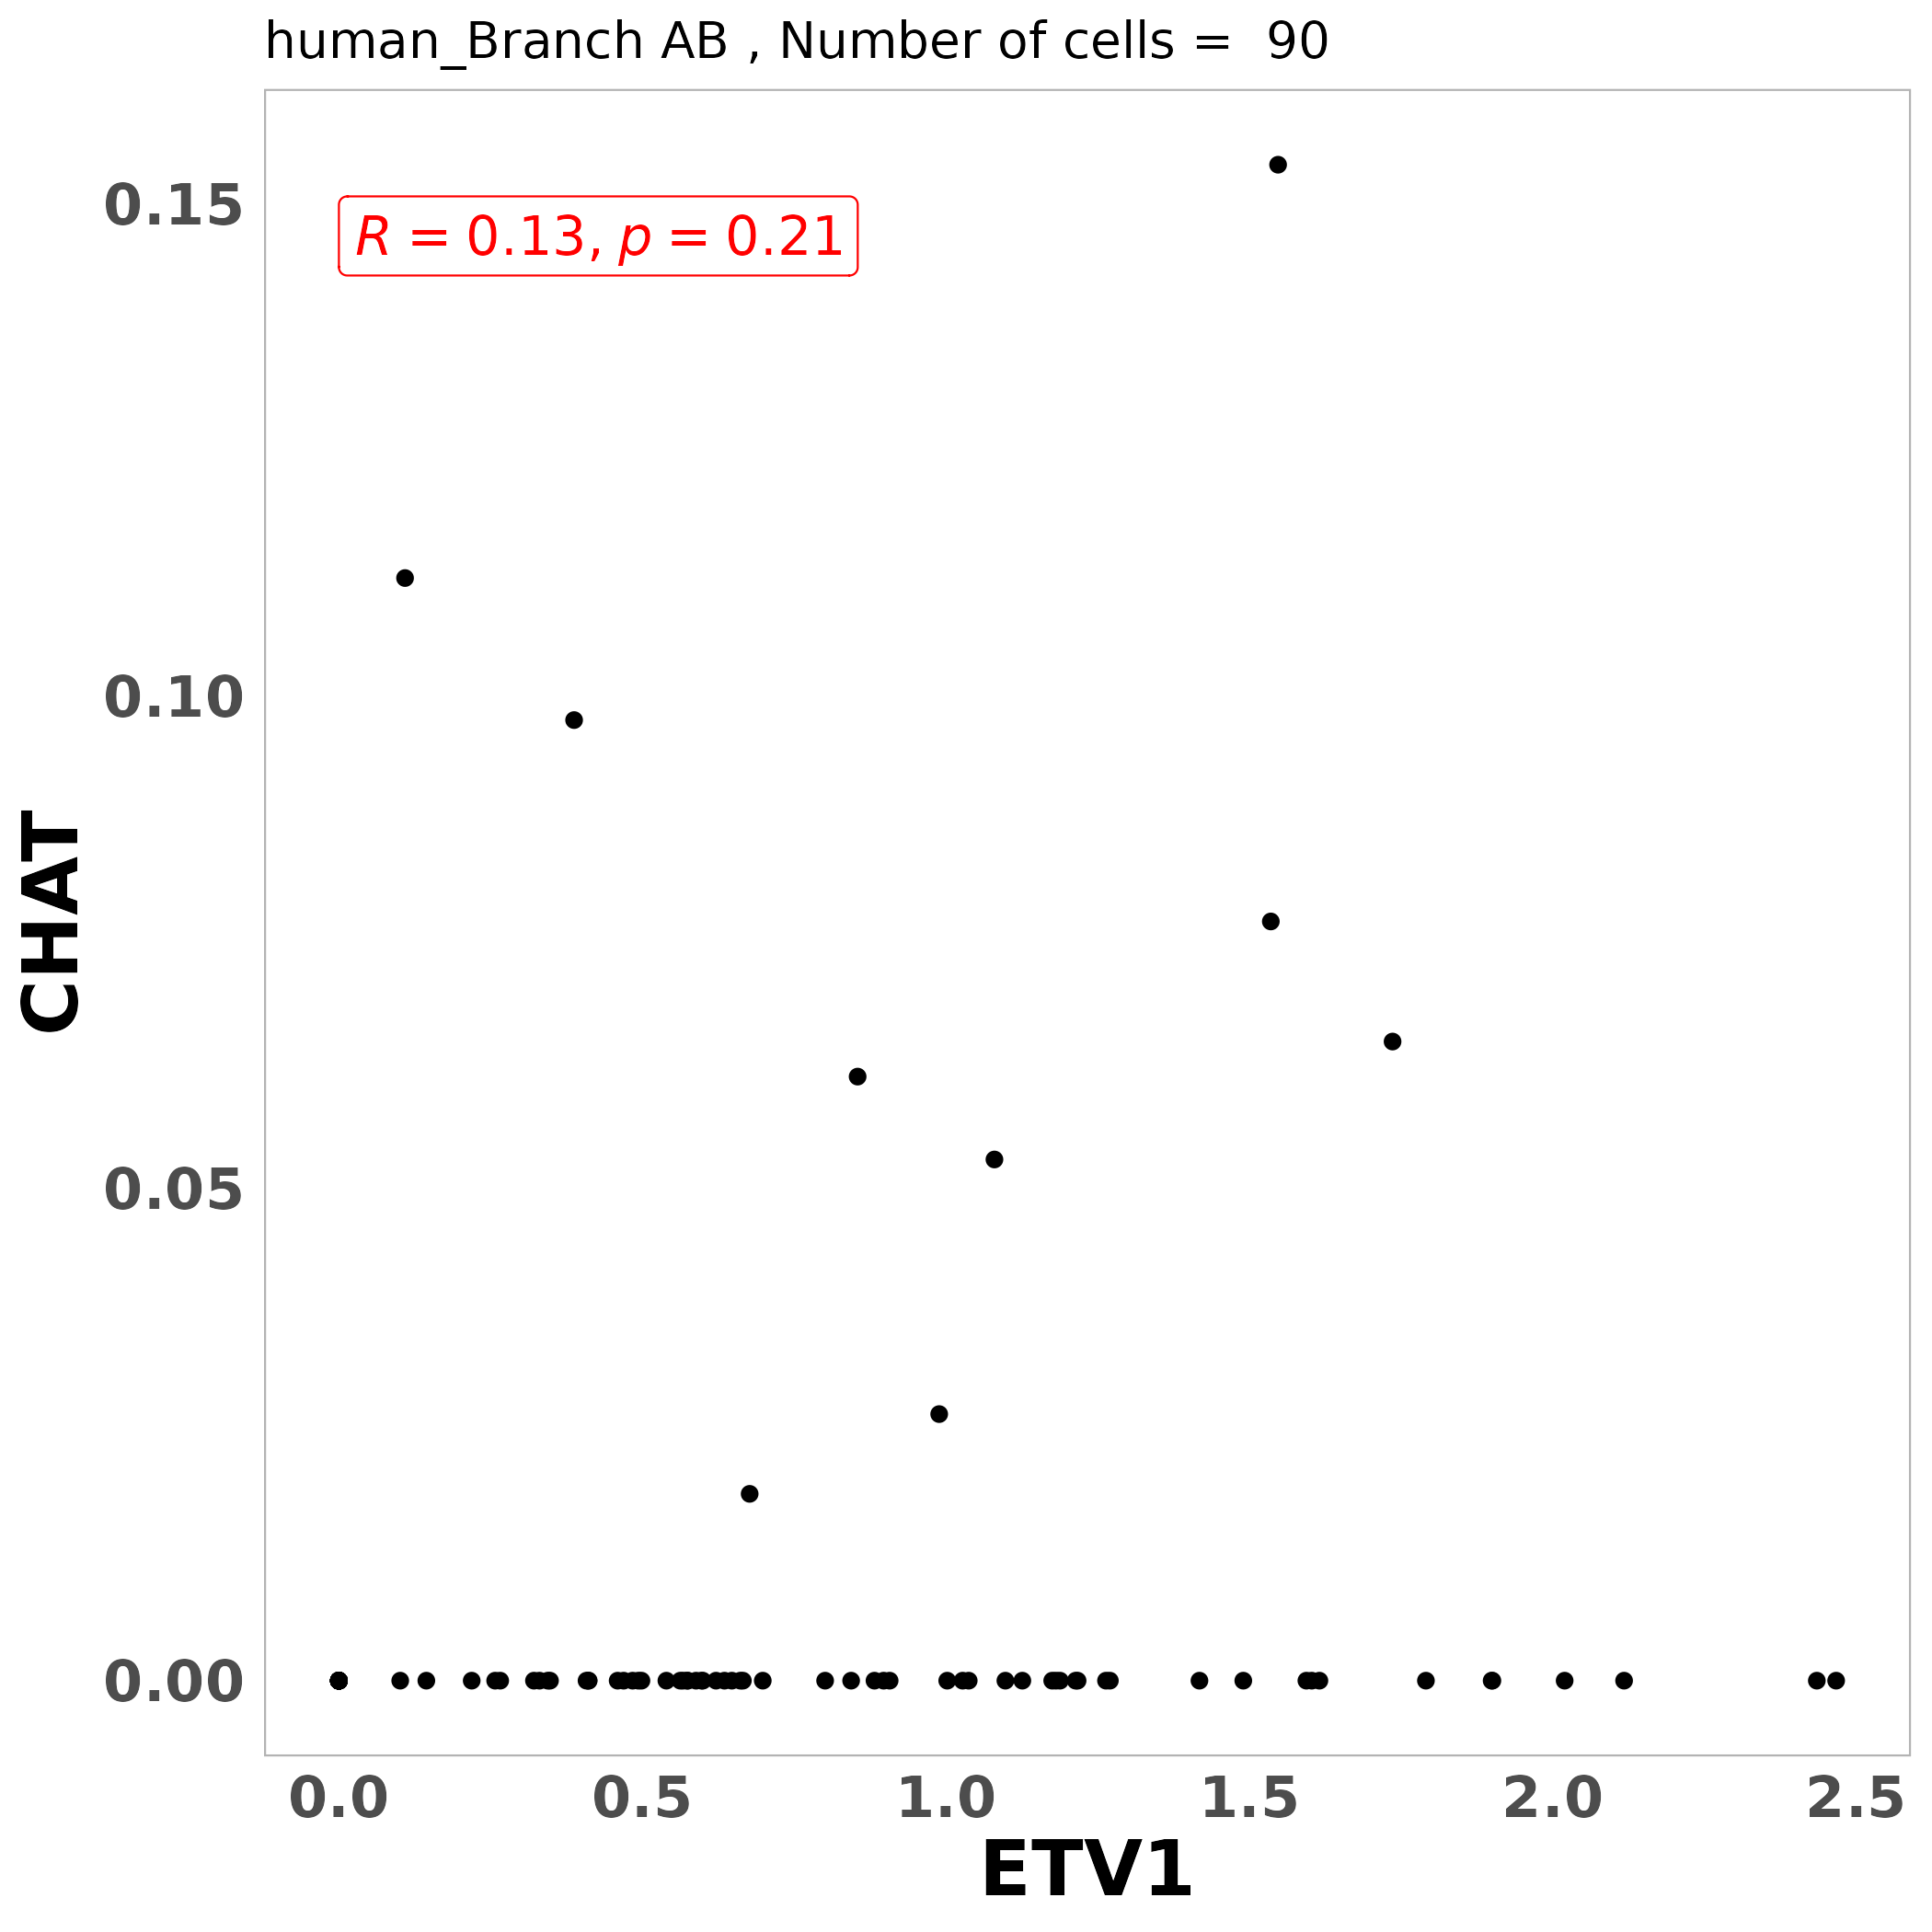 human_Branch AB , Number of cells =  90
R = 0.13, p = 0.21
0.15
0.10
0.05
0.00
CHAT
0.0 0.5 1.0 1.5 2.0 2.5
ETV1